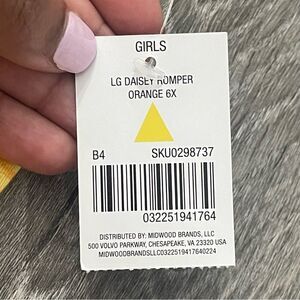 GIRLS
LG DAISEY ROMPER
ORANGE 6X
B4 SKU0298737
032251941764
DISTRIBUTED BY: MIDWOOD BRANDS, LLC
500 VOLVO PARKWAY, CHESAPEAKE, VA 23320 USA
MIDWOODBRANDSLLC0322519417640224